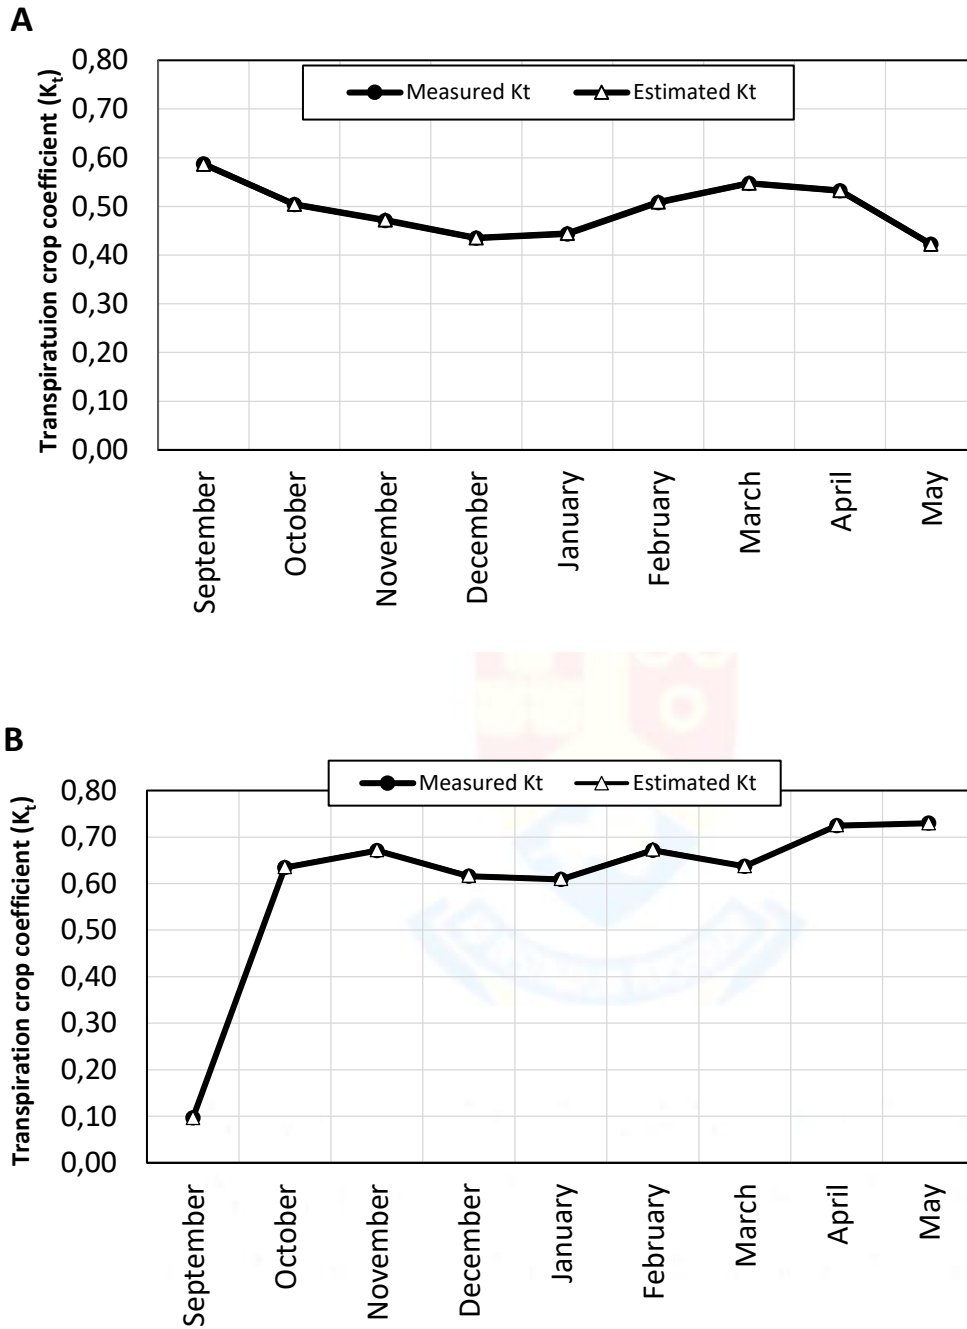 A
Transpiratuion crop coefficient (Kt)
0,80
0,70
0,60
0,50
0,40
0,30
0,20
0,10
0,00
Measured Kt Estimated Kt
September October November December January February March April May
B
Transpiration crop coefficient (Kt)
0,80
0,70
0,60
0,50
0,40
0,30
0,20
0,10
0,00
Measured Kt Estimated Kt
September October November December January February March April May